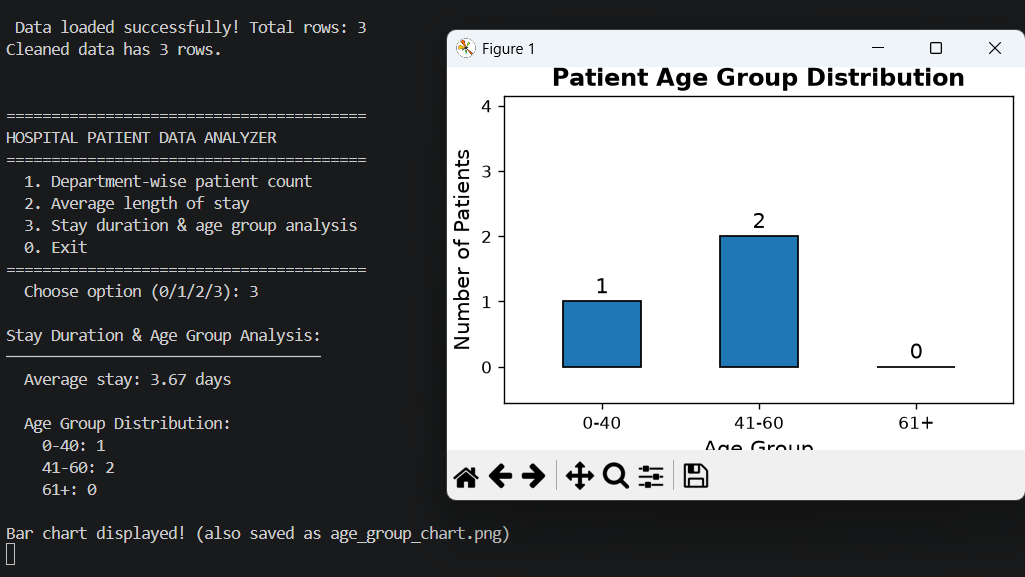 Data loaded successfully! Total rows: 3
Cleaned data has 3 rows.
========================================
HOSPITAL PATIENT DATA ANALYZER
========================================
1. Department-wise patient count
2. Average length of stay
3. Stay duration & age group analysis
0. Exit
========================================
Choose option (0/1/2/3): 3
Stay Duration & Age Group Analysis:
───────────────────────────────────
Average stay: 3.67 days
Age Group Distribution:
0-40: 1
41-60: 2
61+: 0
Bar chart displayed! (also saved as age_group_chart.png)
Figure 1
Patient Age Group Distribution
Number of Patients
4
3
2
1
0
1
2
0
0-40
41-60
61+
Age Group